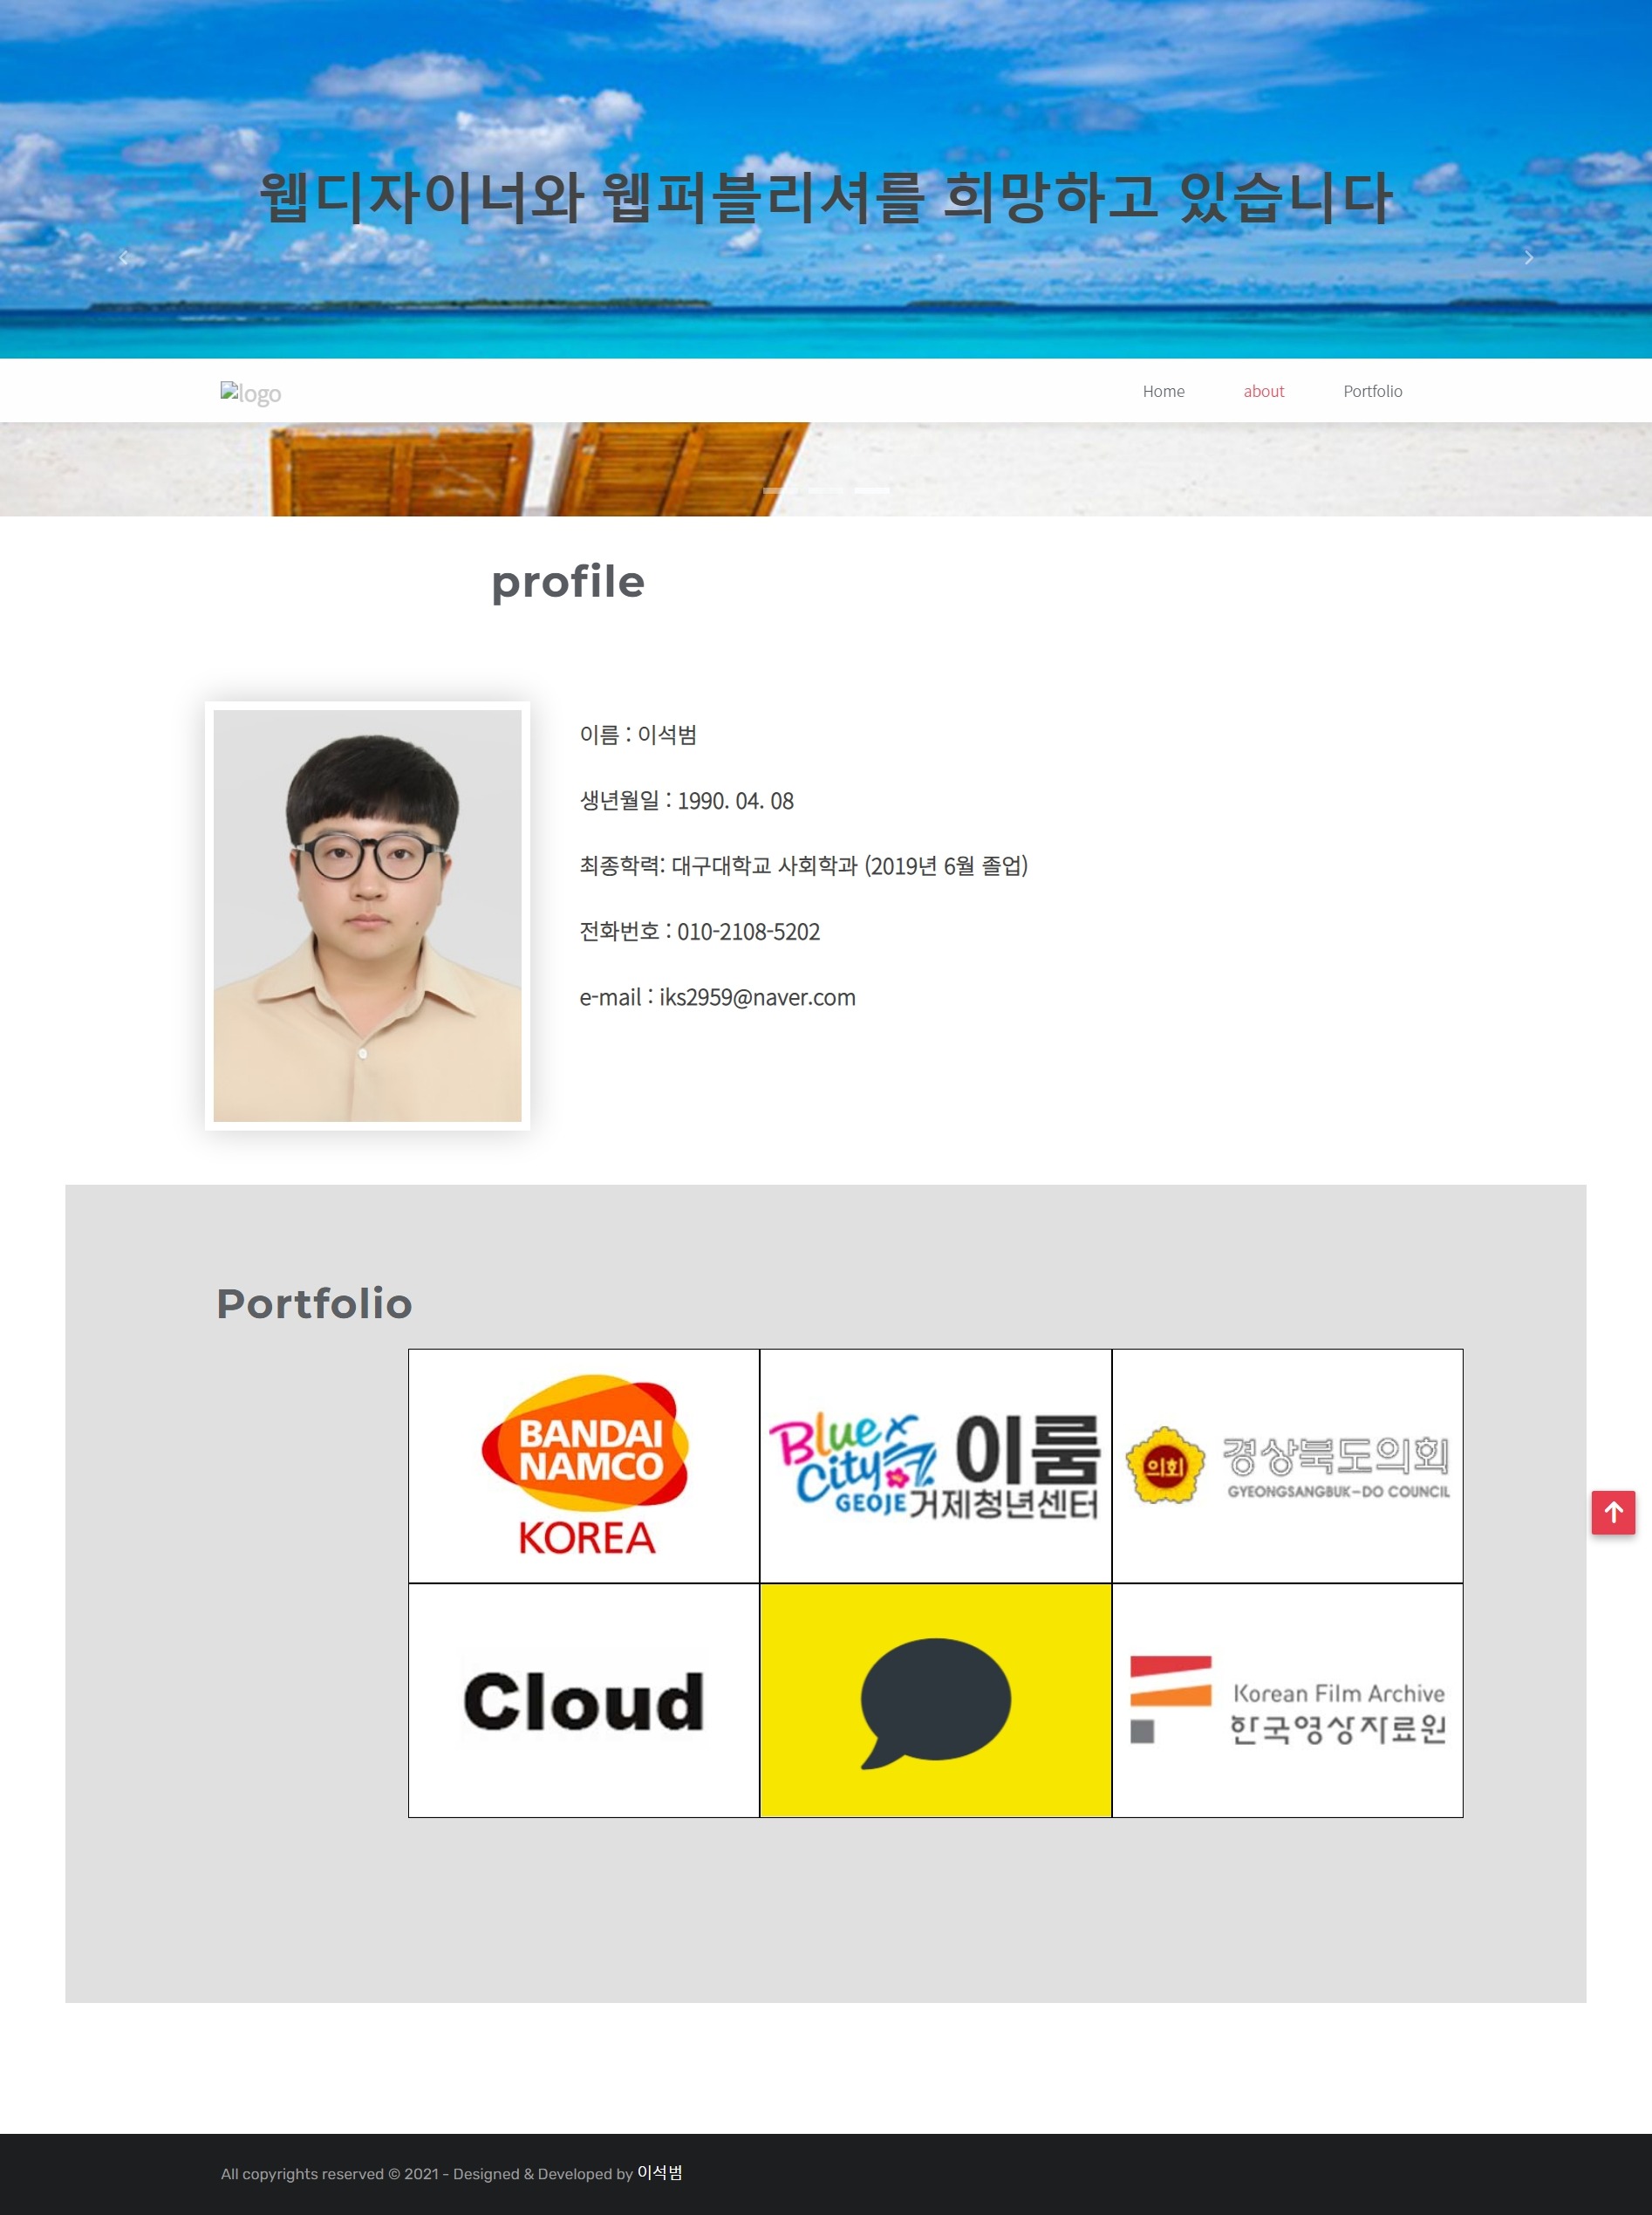 웹디자이너와 웹퍼블리셔를 희망하고 있습니다
logo
Home about Portfolio
profile
이름 : 이석범
생년월일 : 1990. 04. 08
최종학력: 대구대학교 사회학과 (2019년 6월 졸업)
전화번호 : 010-2108-5202
e-mail : iks2959@naver.com
Portfolio
BANDAI
NAMCO
KOREA
Blue
City
GEOJE
이룸
거제청년센터
의회
경상북도의회
GYEONGSANGBUK-DO COUNCIL
Cloud
Korean Film Archive
한국영상자료원
All copyrights reserved © 2021 - Designed & Developed by 이석범